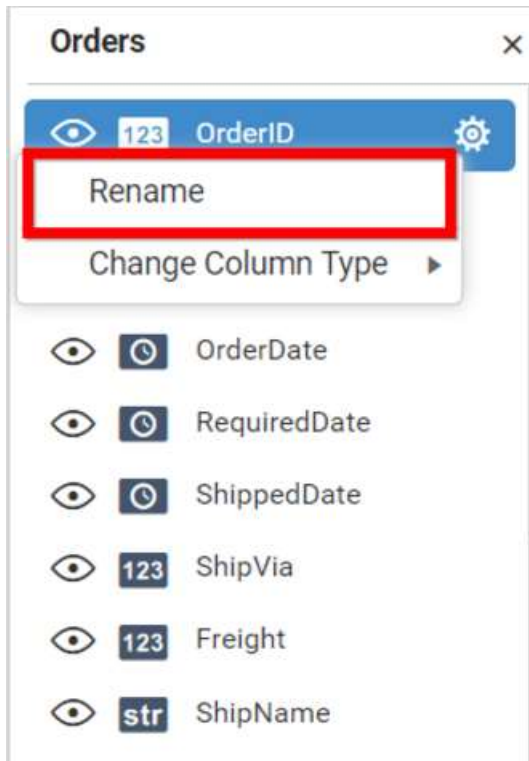 Orders ×
123 OrderID
Rename
Change Column Type
OrderDate
RequiredDate
ShippedDate
123 ShipVia
123 Freight
str ShipName